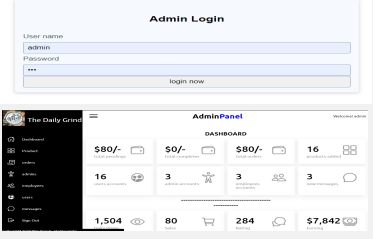 Admin Login
User name
admin
Password
•••
login now
The Daily Grind
AdminPanel
Welcome! admin
Dashboard
Product
orders
admins
employees
users
messages
Sign Out
DASHBOARD
$80/-
total pendings
$0/-
total completes
$80/-
total orders
16
products added
16
users accounts
3
admin accounts
3
employees accounts
3
new messages
1,504
80
Sales
284
$7,842
Earning